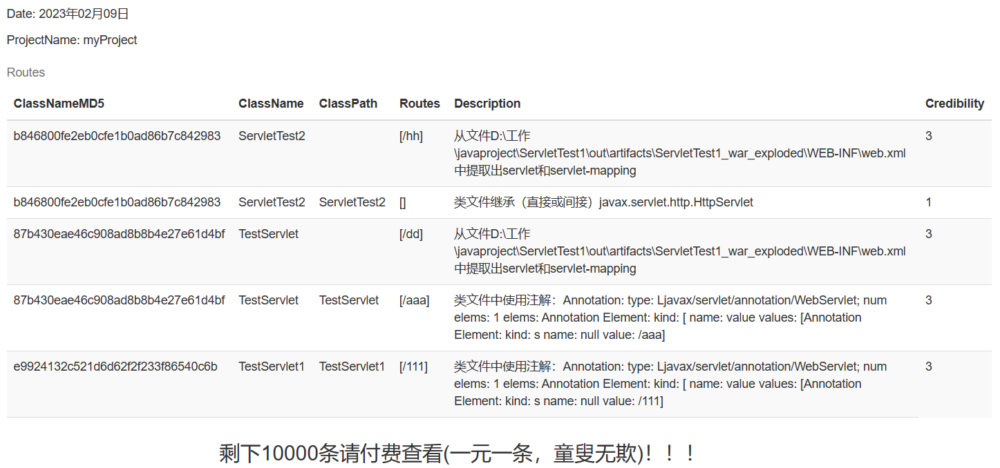 Date: 2023年02月09日
ProjectName: myProject
Routes
ClassNameMD5 ClassName ClassPath Routes Description Credibility
b846800fe2eb0cfe1b0ad86b7c842983 ServletTest2 [/hh] 从文件D:\工作 3
\javaproject\ServletTest1\out\artifacts\ServletTest1_war_exploded\WEB-INF\web.xml
中提取出servlet和servlet-mapping
b846800fe2eb0cfe1b0ad86b7c842983 ServletTest2 ServletTest2 [] 类文件继承（直接或间接）javax.servlet.http.HttpServlet 1
87b430eae46c908ad8b8b4e27e61d4bf TestServlet [/dd] 从文件D:\工作 3
\javaproject\ServletTest1\out\artifacts\ServletTest1_war_exploded\WEB-INF\web.xml
中提取出servlet和servlet-mapping
87b430eae46c908ad8b8b4e27e61d4bf TestServlet TestServlet [/aaa] 类文件中使用注解：Annotation: type: Ljavax/servlet/annotation/WebServlet; num 3
elems: 1 elems: Annotation Element: kind: [ name: value values: [Annotation
Element: kind: s name: null value: /aaa]
e9924132c521d6d62f2f233f86540c6b TestServlet1 TestServlet1 [/111] 类文件中使用注解：Annotation: type: Ljavax/servlet/annotation/WebServlet; num 3
elems: 1 elems: Annotation Element: kind: [ name: value values: [Annotation
Element: kind: s name: null value: /111]
剩下10000条请付费查看(一元一条，童叟无欺)！！！